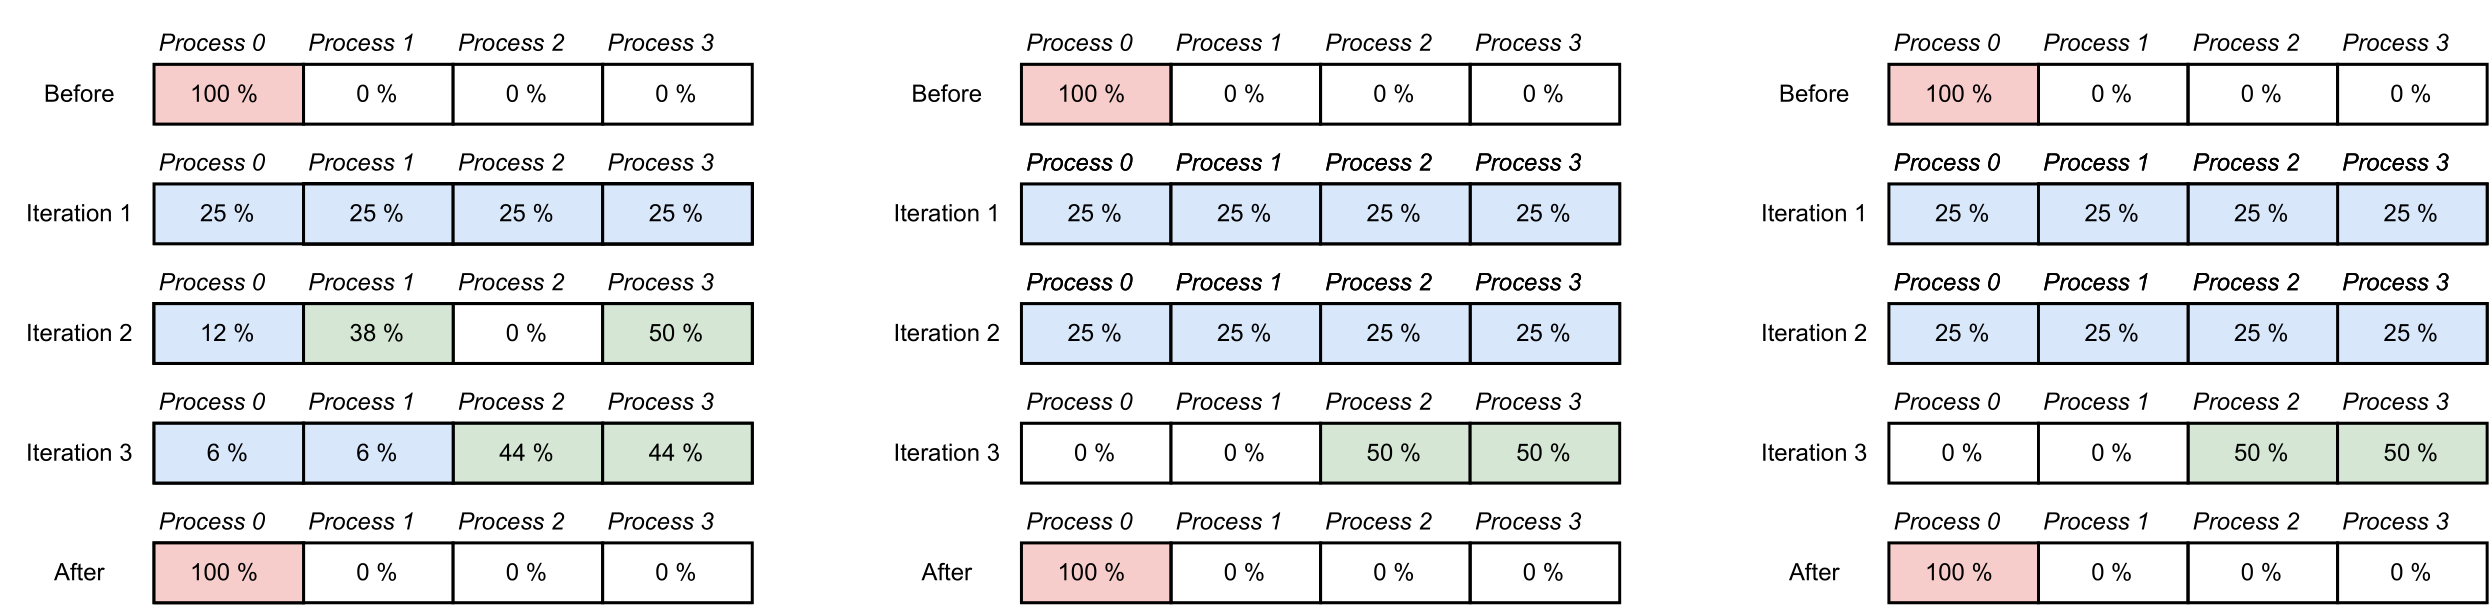 Process 0 Process 1 Process 2 Process 3 Process 0 Process 1 Process 2 Process 3 Process 0 Process 1 Process 2 Process 3
Before 100 % 0 % 0 % 0 % Before 100 % 0 % 0 % 0 % Before 100 % 0 % 0 % 0 %
Process 0 Process 1 Process 2 Process 3 Process 0 Process 1 Process 2 Process 3 Process 0 Process 1 Process 2 Process 3
Iteration 1 25 % 25 % 25 % 25 % Iteration 1 25 % 25 % 25 % 25 % Iteration 1 25 % 25 % 25 % 25 %
Process 0 Process 1 Process 2 Process 3 Process 0 Process 1 Process 2 Process 3 Process 0 Process 1 Process 2 Process 3
Iteration 2 12 % 38 % 0 % 50 % Iteration 2 25 % 25 % 25 % 25 % Iteration 2 25 % 25 % 25 % 25 %
Process 0 Process 1 Process 2 Process 3 Process 0 Process 1 Process 2 Process 3 Process 0 Process 1 Process 2 Process 3
Iteration 3 6 % 6 % 44 % 44 % Iteration 3 0 % 0 % 50 % 50 % Iteration 3 0 % 0 % 50 % 50 %
Process 0 Process 1 Process 2 Process 3 Process 0 Process 1 Process 2 Process 3 Process 0 Process 1 Process 2 Process 3
After 100 % 0 % 0 % 0 % After 100 % 0 % 0 % 0 % After 100 % 0 % 0 % 0 %